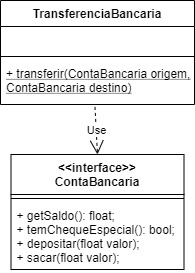 TransferenciaBancaria
+ transferir(ContaBancaria origem,
ContaBancaria destino)
Use
<<interface>>
ContaBancaria
+ getSaldo(): float;
+ temChequeEspecial(): bool;
+ depositar(float valor);
+ sacar(float valor);